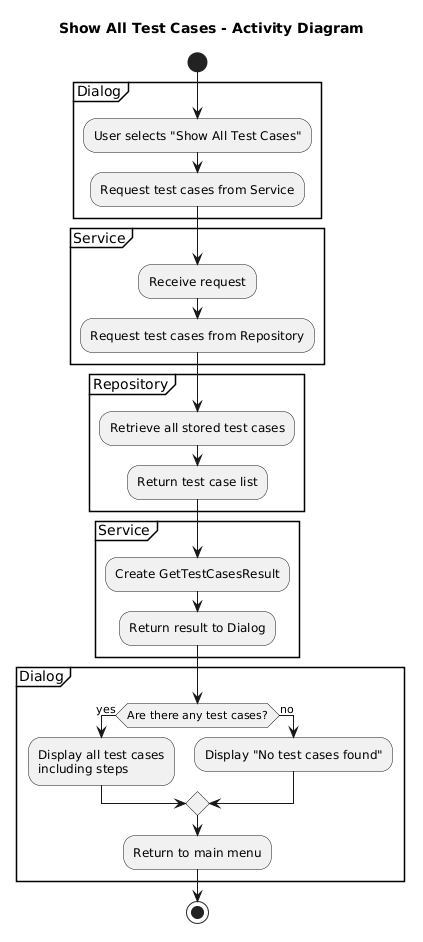 Show All Test Cases - Activity Diagram
Dialog
User selects "Show All Test Cases"
Request test cases from Service
Service
Receive request
Request test cases from Repository
Repository
Retrieve all stored test cases
Return test case list
Service
Create GetTestCasesResult
Return result to Dialog
Dialog
yes
Are there any test cases?
no
Display all test cases
including steps
Display "No test cases found"
Return to main menu